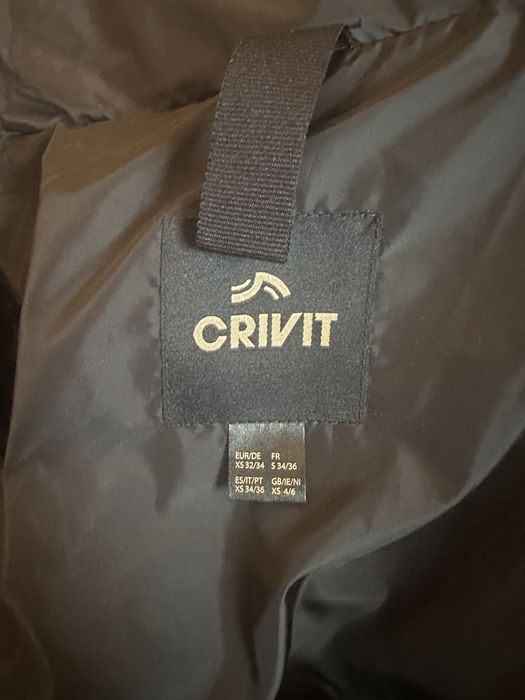 CRIVIT
EUR/DE FR
XS 32/34 S 34/36
ES/IT/PT GB/IE/NI
XS 34/36 XS 4/6